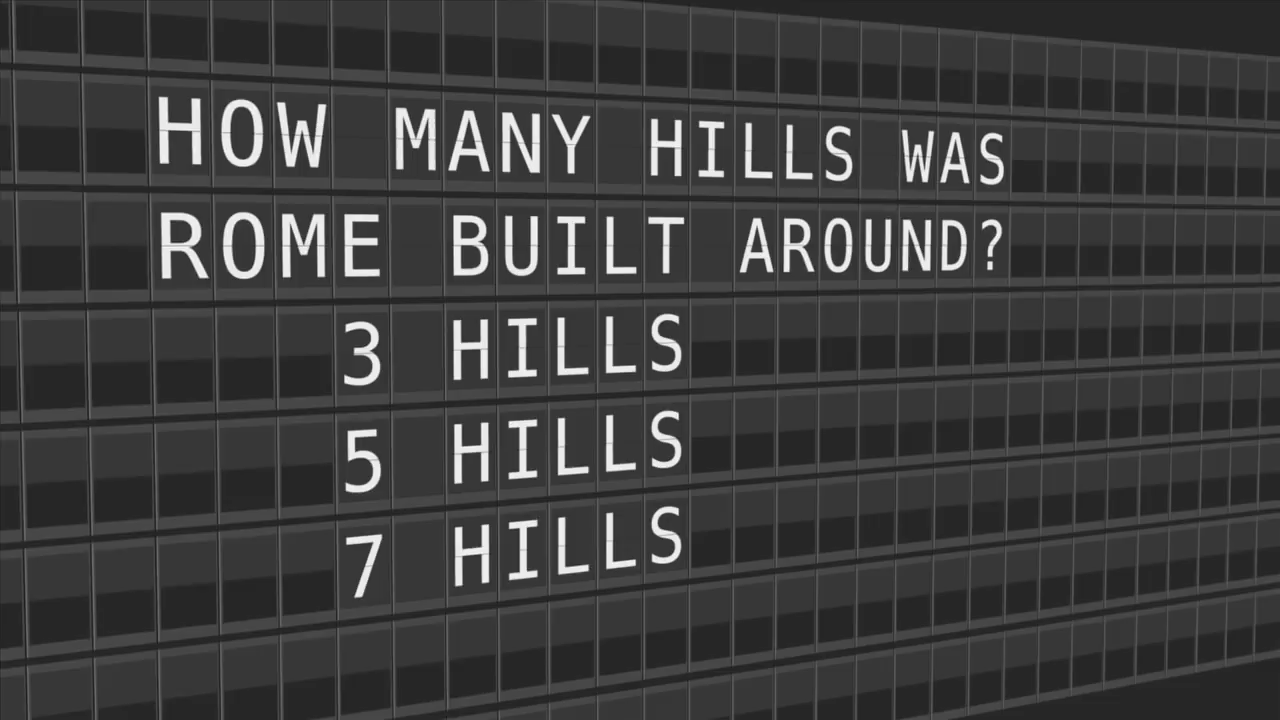 HOW MANY HILLS WAS
ROME BUILT AROUND?
3 HILLS
5 HILLS
7 HILLS